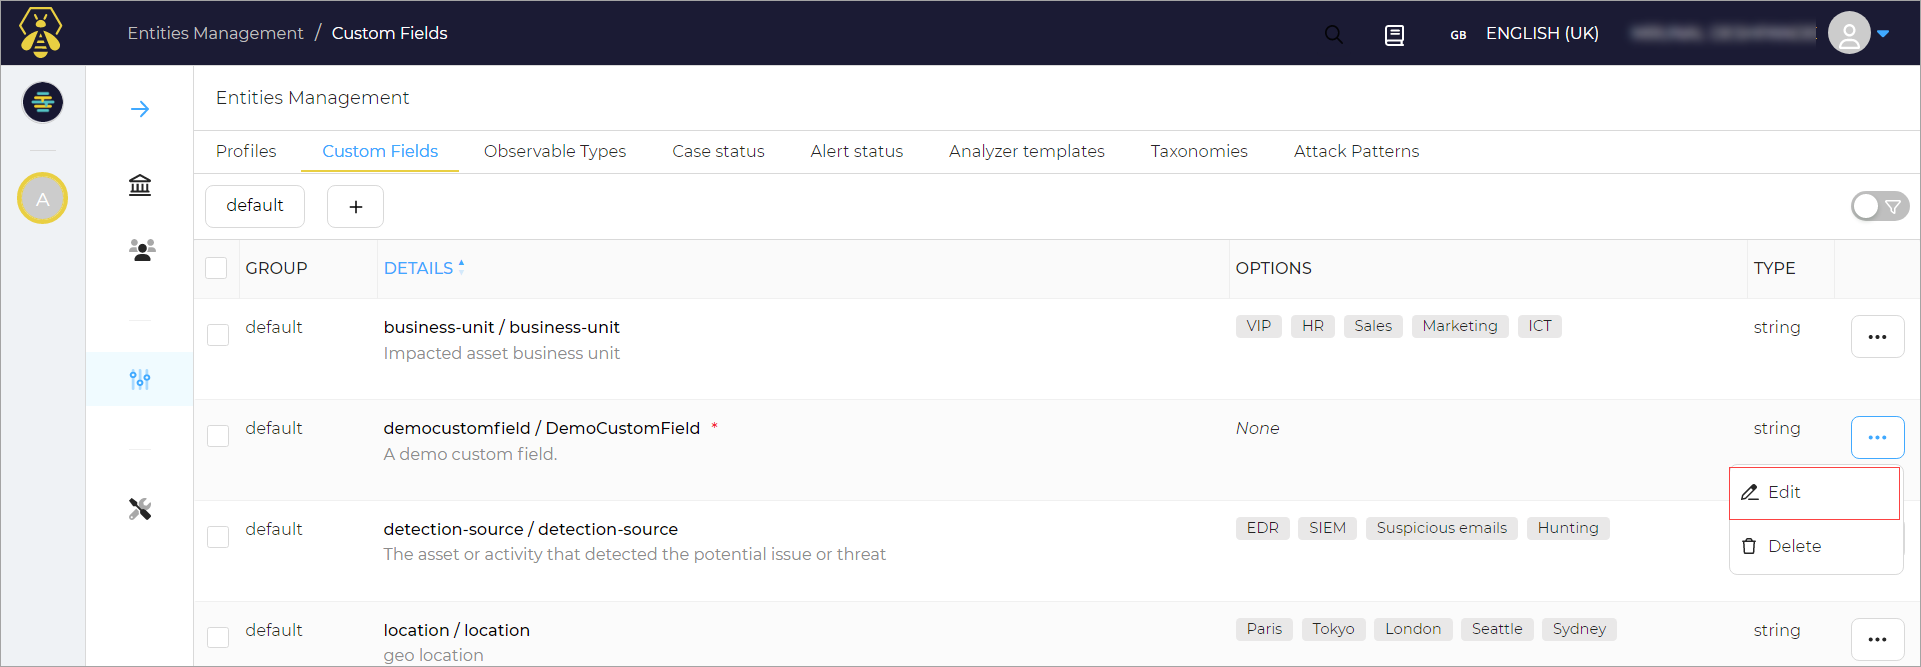 Entities Management / Custom Fields
GB ENGLISH (UK)
A
Entities Management
Profiles Custom Fields Observable Types Case status Alert status Analyzer templates Taxonomies Attack Patterns
default +
GROUP DETAILS OPTIONS TYPE
default business-unit / business-unit VIP HR Sales Marketing ICT string
Impacted asset business unit
default democustomfield / DemoCustomField * None string
A demo custom field.
Edit
default detection-source / detection-source EDR SIEM Suspicious emails Hunting
The asset or activity that detected the potential issue or threat
Delete
default location / location Paris Tokyo London Seattle Sydney string
geo location